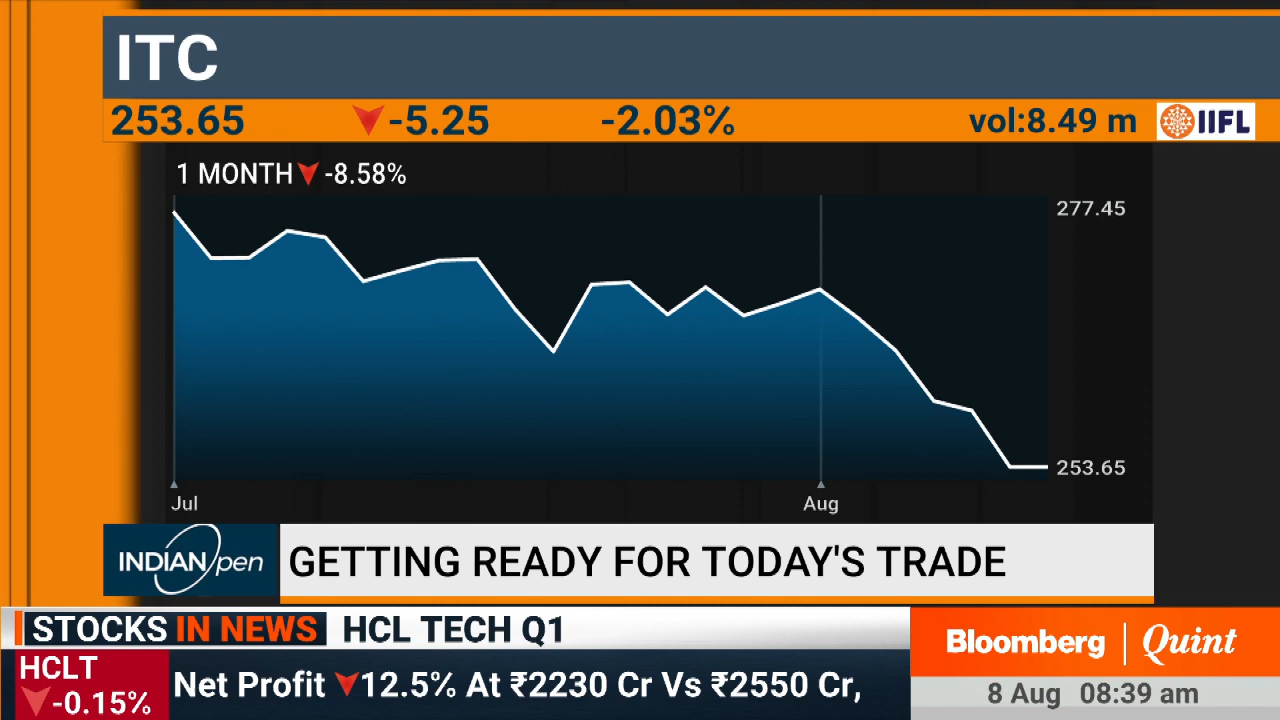 ITC
253.65 -5.25 -2.03% vol:8.49 m IIFL
1 MONTH -8.58%
277.45
253.65
Jul Aug
INDIAN Open GETTING READY FOR TODAY'S TRADE
STOCKS IN NEWS HCL TECH Q1
HCLT
-0.15%
Net Profit 12.5% At ₹2230 Cr Vs ₹2550 Cr,
Bloomberg | Quint
8 Aug 08:39 am